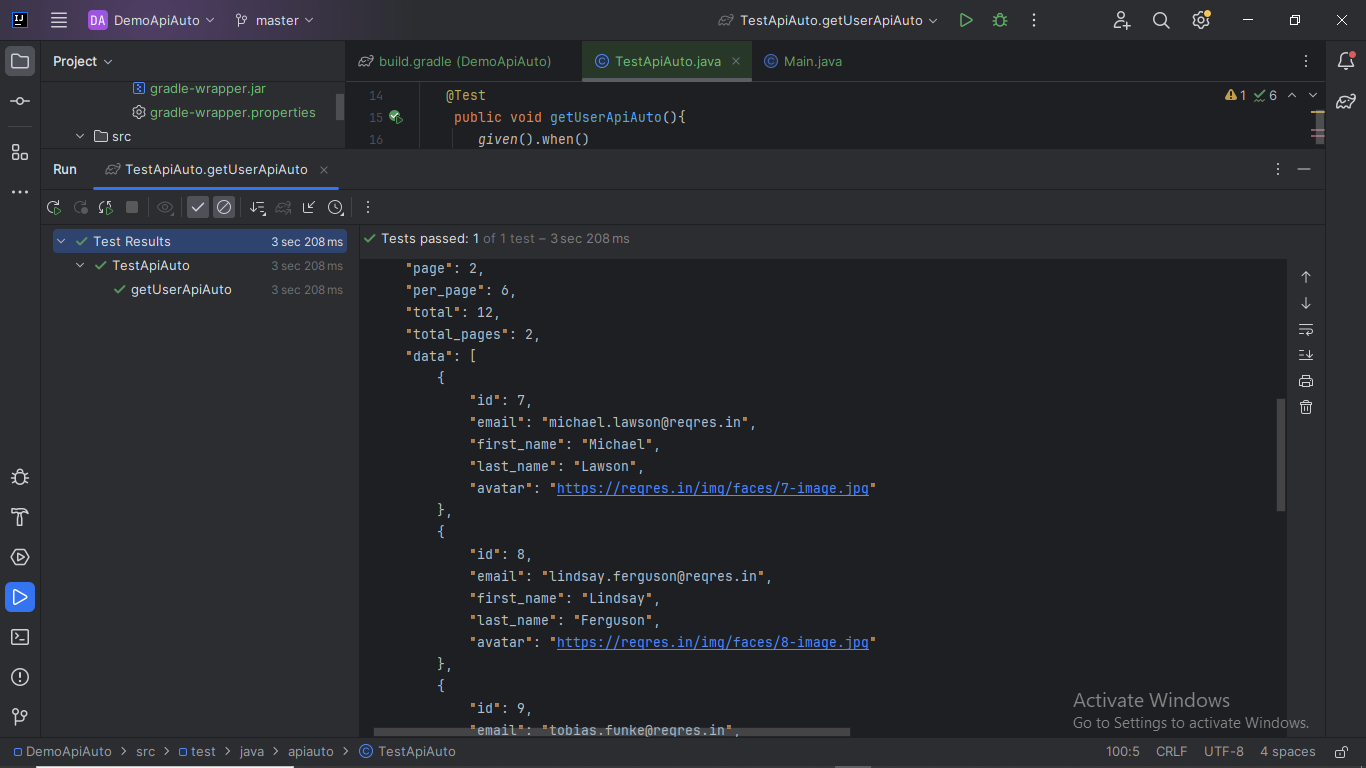 DA DemoApiAuto master TestApiAuto.getUserApiAuto
Project build.gradle (DemoApiAuto) TestApiAuto.java Main.java
gradle-wrapper.jar
gradle-wrapper.properties
src
14 @Test 1 6
15 public void getUserApiAuto(){
16 given().when()
Run TestApiAuto.getUserApiAuto
Test Results 3 sec 208 ms
TestApiAuto 3 sec 208 ms
getUserApiAuto 3 sec 208 ms
Tests passed: 1 of 1 test – 3 sec 208 ms
"page": 2,
"per_page": 6,
"total": 12,
"total_pages": 2,
"data": [
{
"id": 7,
"email": "michael.lawson@reqres.in",
"first_name": "Michael",
"last_name": "Lawson",
"avatar": "https://reqres.in/img/faces/7-image.jpg"
},
{
"id": 8,
"email": "lindsay.ferguson@reqres.in",
"first_name": "Lindsay",
"last_name": "Ferguson",
"avatar": "https://reqres.in/img/faces/8-image.jpg"
},
{
"id": 9,
"email": "tobias.funke@reqres.in",
Activate Windows
Go to Settings to activate Windows.
DemoApiAuto > src > test > java > apiauto > TestApiAuto 100:5 CRLF UTF-8 4 spaces